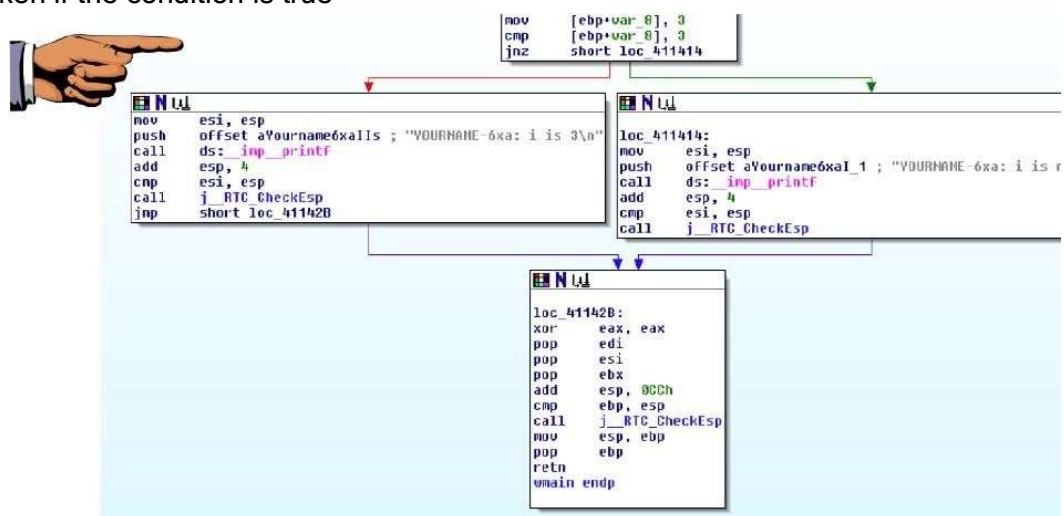 ken if the condition is true
mov [ebp+var_8], 3
cmp [ebp+var_8], 3
jnz short loc_411414
mov esi, esp
push offset aYourname6xaIIs ; "YOURNAME-6xa: i is 3\n"
call ds:__imp__printf
add esp, 4
cmp esi, esp
call j__RTC_CheckEsp
jmp short loc_41142B
loc_411414:
mov esi, esp
push offset aYourname6xaI_1 ; "YOURNAME-6xa: i is
call ds:__imp__printf
add esp, 4
cmp esi, esp
call j__RTC_CheckEsp
loc_41142B:
xor eax, eax
pop edi
pop esi
pop ebx
add esp, 0CCh
cmp ebp, esp
call j__RTC_CheckEsp
mov esp, ebp
pop ebp
retn
wmain endp